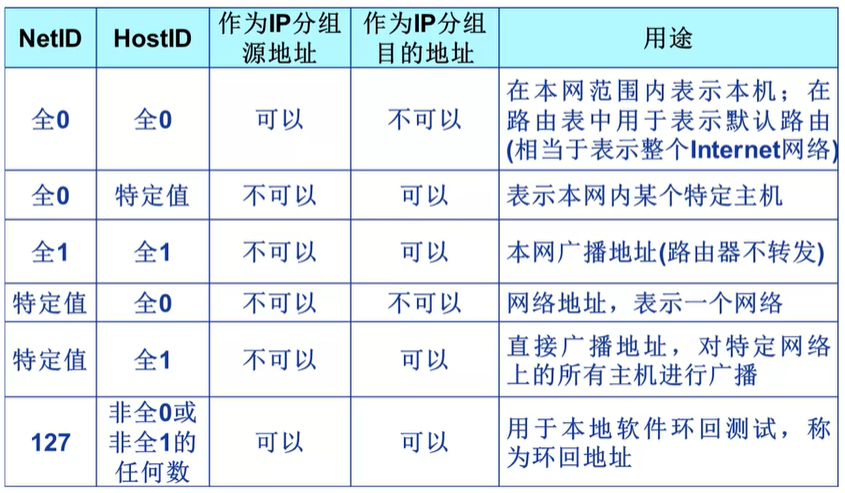 NetID HostID 作为IP分组源地址 作为IP分组目的地址 用途
全0 全0 可以 不可以 在本网范围内表示本机；在路由表中用于表示默认路由(相当于表示整个Internet网络)
全0 特定值 不可以 可以 表示本网内某个特定主机
全1 全1 不可以 可以 本网广播地址(路由器不转发)
特定值 全0 不可以 不可以 网络地址，表示一个网络
特定值 全1 不可以 可以 直接广播地址，对特定网络上的所有主机进行广播
127 非全0或非全1的任何数 可以 可以 用于本地软件环回测试，称为环回地址